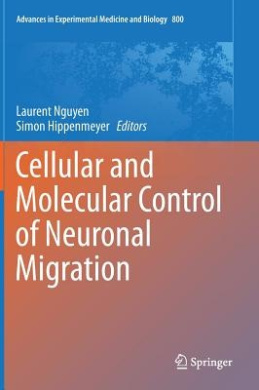 Advances in Experimental Medicine and Biology 800
Laurent Nguyen
Simon Hippenmeyer Editors
Cellular and
Molecular Control
of Neuronal
Migration
Springer